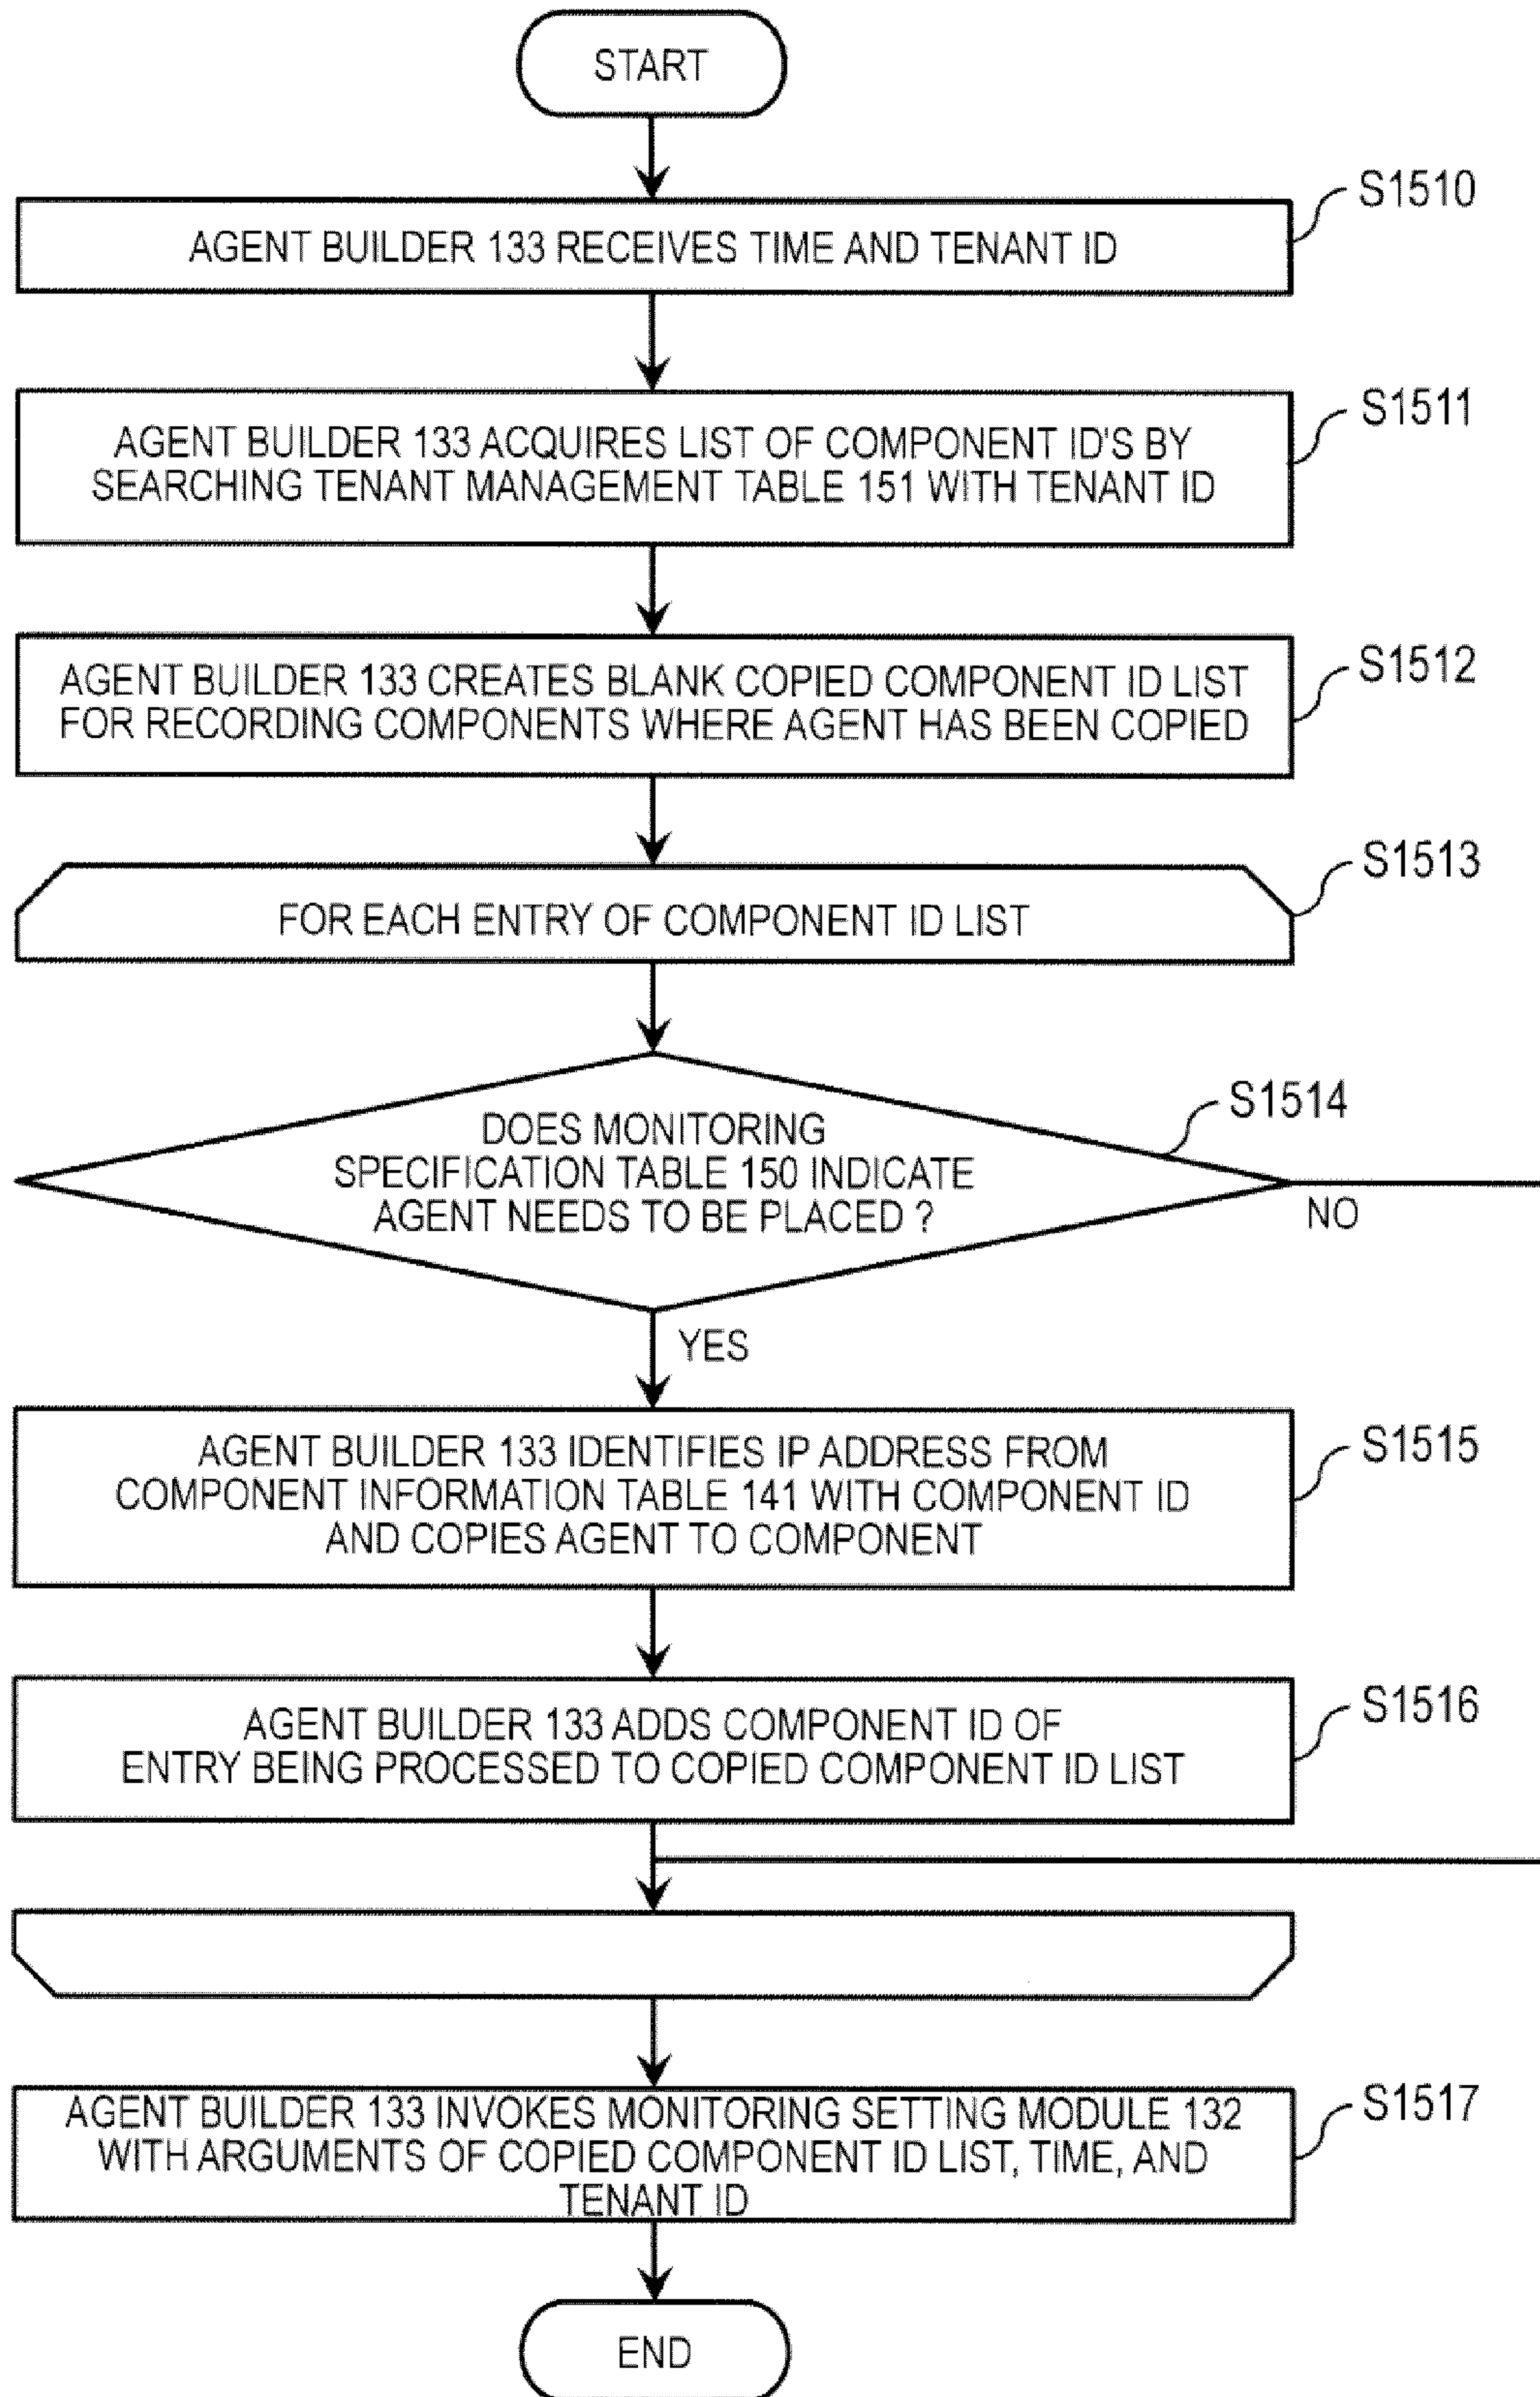 START
S1510
AGENT BUILDER 133 RECEIVES TIME AND TENANT ID
S1511
AGENT BUILDER 133 ACQUIRES LIST OF COMPONENT ID'S BY
SEARCHING TENANT MANAGEMENT TABLE 151 WITH TENANT ID
S1512
AGENT BUILDER 133 CREATES BLANK COPIED COMPONENT ID LIST
FOR RECORDING COMPONENTS WHERE AGENT HAS BEEN COPIED
S1513
FOR EACH ENTRY OF COMPONENT ID LIST
S1514
DOES MONITORING
SPECIFICATION TABLE 150 INDICATE
AGENT NEEDS TO BE PLACED ?
NO
YES
S1515
AGENT BUILDER 133 IDENTIFIES IP ADDRESS FROM
COMPONENT INFORMATION TABLE 141 WITH COMPONENT ID
AND COPIES AGENT TO COMPONENT
S1516
AGENT BUILDER 133 ADDS COMPONENT ID OF
ENTRY BEING PROCESSED TO COPIED COMPONENT ID LIST
S1517
AGENT BUILDER 133 INVOKES MONITORING SETTING MODULE 132
WITH ARGUMENTS OF COPIED COMPONENT ID LIST, TIME, AND
TENANT ID
END